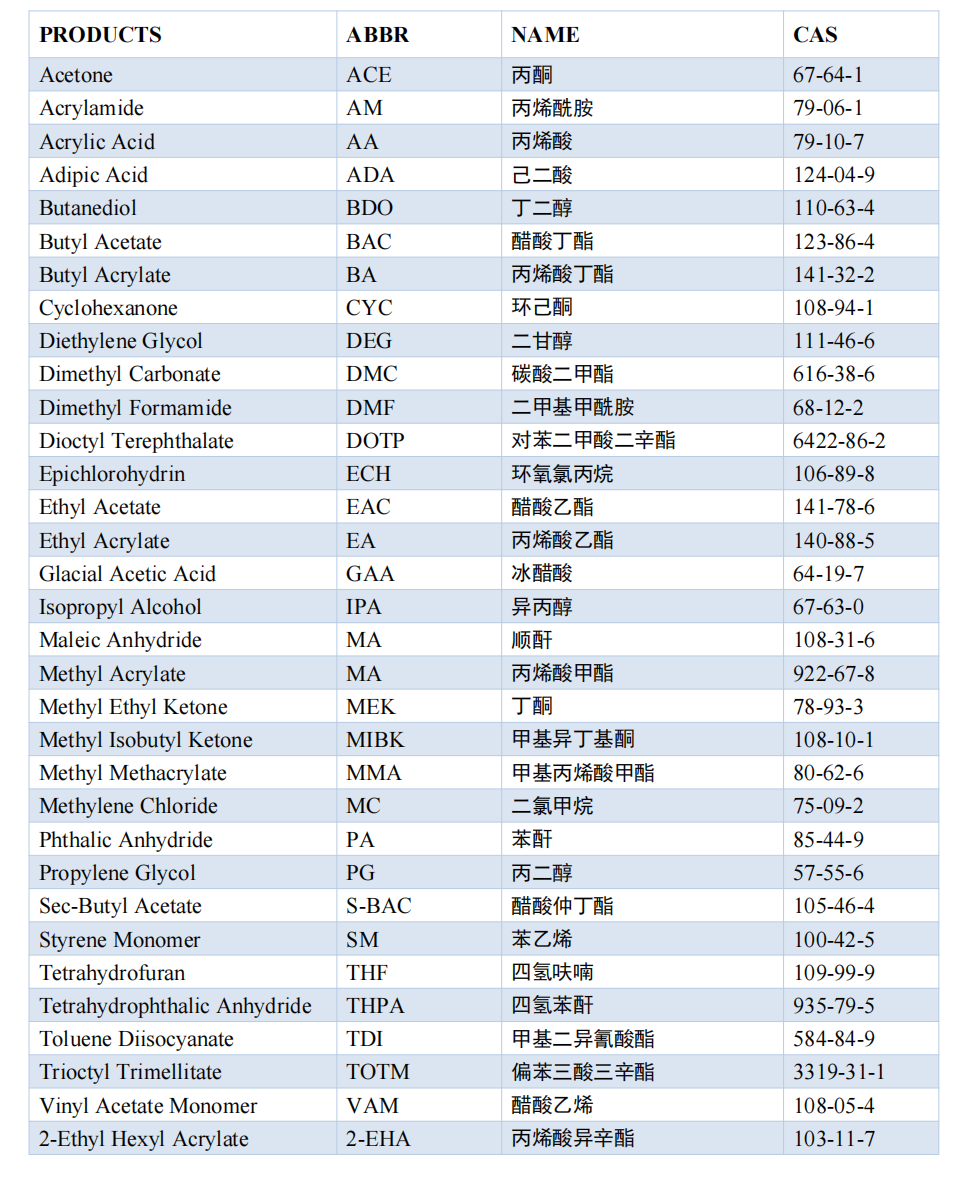 PRODUCTS ABBR NAME CAS
Acetone ACE 丙酮 67-64-1
Acrylamide AM 丙烯酰胺 79-06-1
Acrylic Acid AA 丙烯酸 79-10-7
Adipic Acid ADA 己二酸 124-04-9
Butanediol BDO 丁二醇 110-63-4
Butyl Acetate BAC 醋酸丁酯 123-86-4
Butyl Acrylate BA 丙烯酸丁酯 141-32-2
Cyclohexanone CYC 环己酮 108-94-1
Diethylene Glycol DEG 二甘醇 111-46-6
Dimethyl Carbonate DMC 碳酸二甲酯 616-38-6
Dimethyl Formamide DMF 二甲基甲酰胺 68-12-2
Dioctyl Terephthalate DOTP 对苯二甲酸二辛酯 6422-86-2
Epichlorohydrin ECH 环氧氯丙烷 106-89-8
Ethyl Acetate EAC 醋酸乙酯 141-78-6
Ethyl Acrylate EA 丙烯酸乙酯 140-88-5
Glacial Acetic Acid GAA 冰醋酸 64-19-7
Isopropyl Alcohol IPA 异丙醇 67-63-0
Maleic Anhydride MA 顺酐 108-31-6
Methyl Acrylate MA 丙烯酸甲酯 922-67-8
Methyl Ethyl Ketone MEK 丁酮 78-93-3
Methyl Isobutyl Ketone MIBK 甲基异丁基酮 108-10-1
Methyl Methacrylate MMA 甲基丙烯酸甲酯 80-62-6
Methylene Chloride MC 二氯甲烷 75-09-2
Phthalic Anhydride PA 苯酐 85-44-9
Propylene Glycol PG 丙二醇 57-55-6
Sec-Butyl Acetate S-BAC 醋酸仲丁酯 105-46-4
Styrene Monomer SM 苯乙烯 100-42-5
Tetrahydrofuran THF 四氢呋喃 109-99-9
Tetrahydrophthalic Anhydride THPA 四氢苯酐 935-79-5
Toluene Diisocyanate TDI 甲基二异氰酸酯 584-84-9
Trioctyl Trimellitate TOTM 偏苯三酸三辛酯 3319-31-1
Vinyl Acetate Monomer VAM 醋酸乙烯 108-05-4
2-Ethyl Hexyl Acrylate 2-EHA 丙烯酸异辛酯 103-11-7